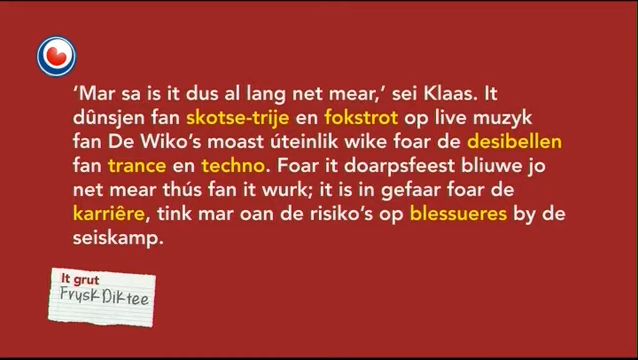 ‘Mar sa is it dus al lang net mear,’ sei Klaas. It
dûnsjen fan skotse-trije en fokstrot op live muzyk
fan De Wiko’s moast úteinlik wike foar de desibellen
fan trance en techno. Foar it doarpsfeest bliuwe jo
net mear thús fan it wurk; it is in gefaar foar de
karriêre, tink mar oan de risiko’s op blessueres by de
seiskamp.
It grut
Frysk Diktee